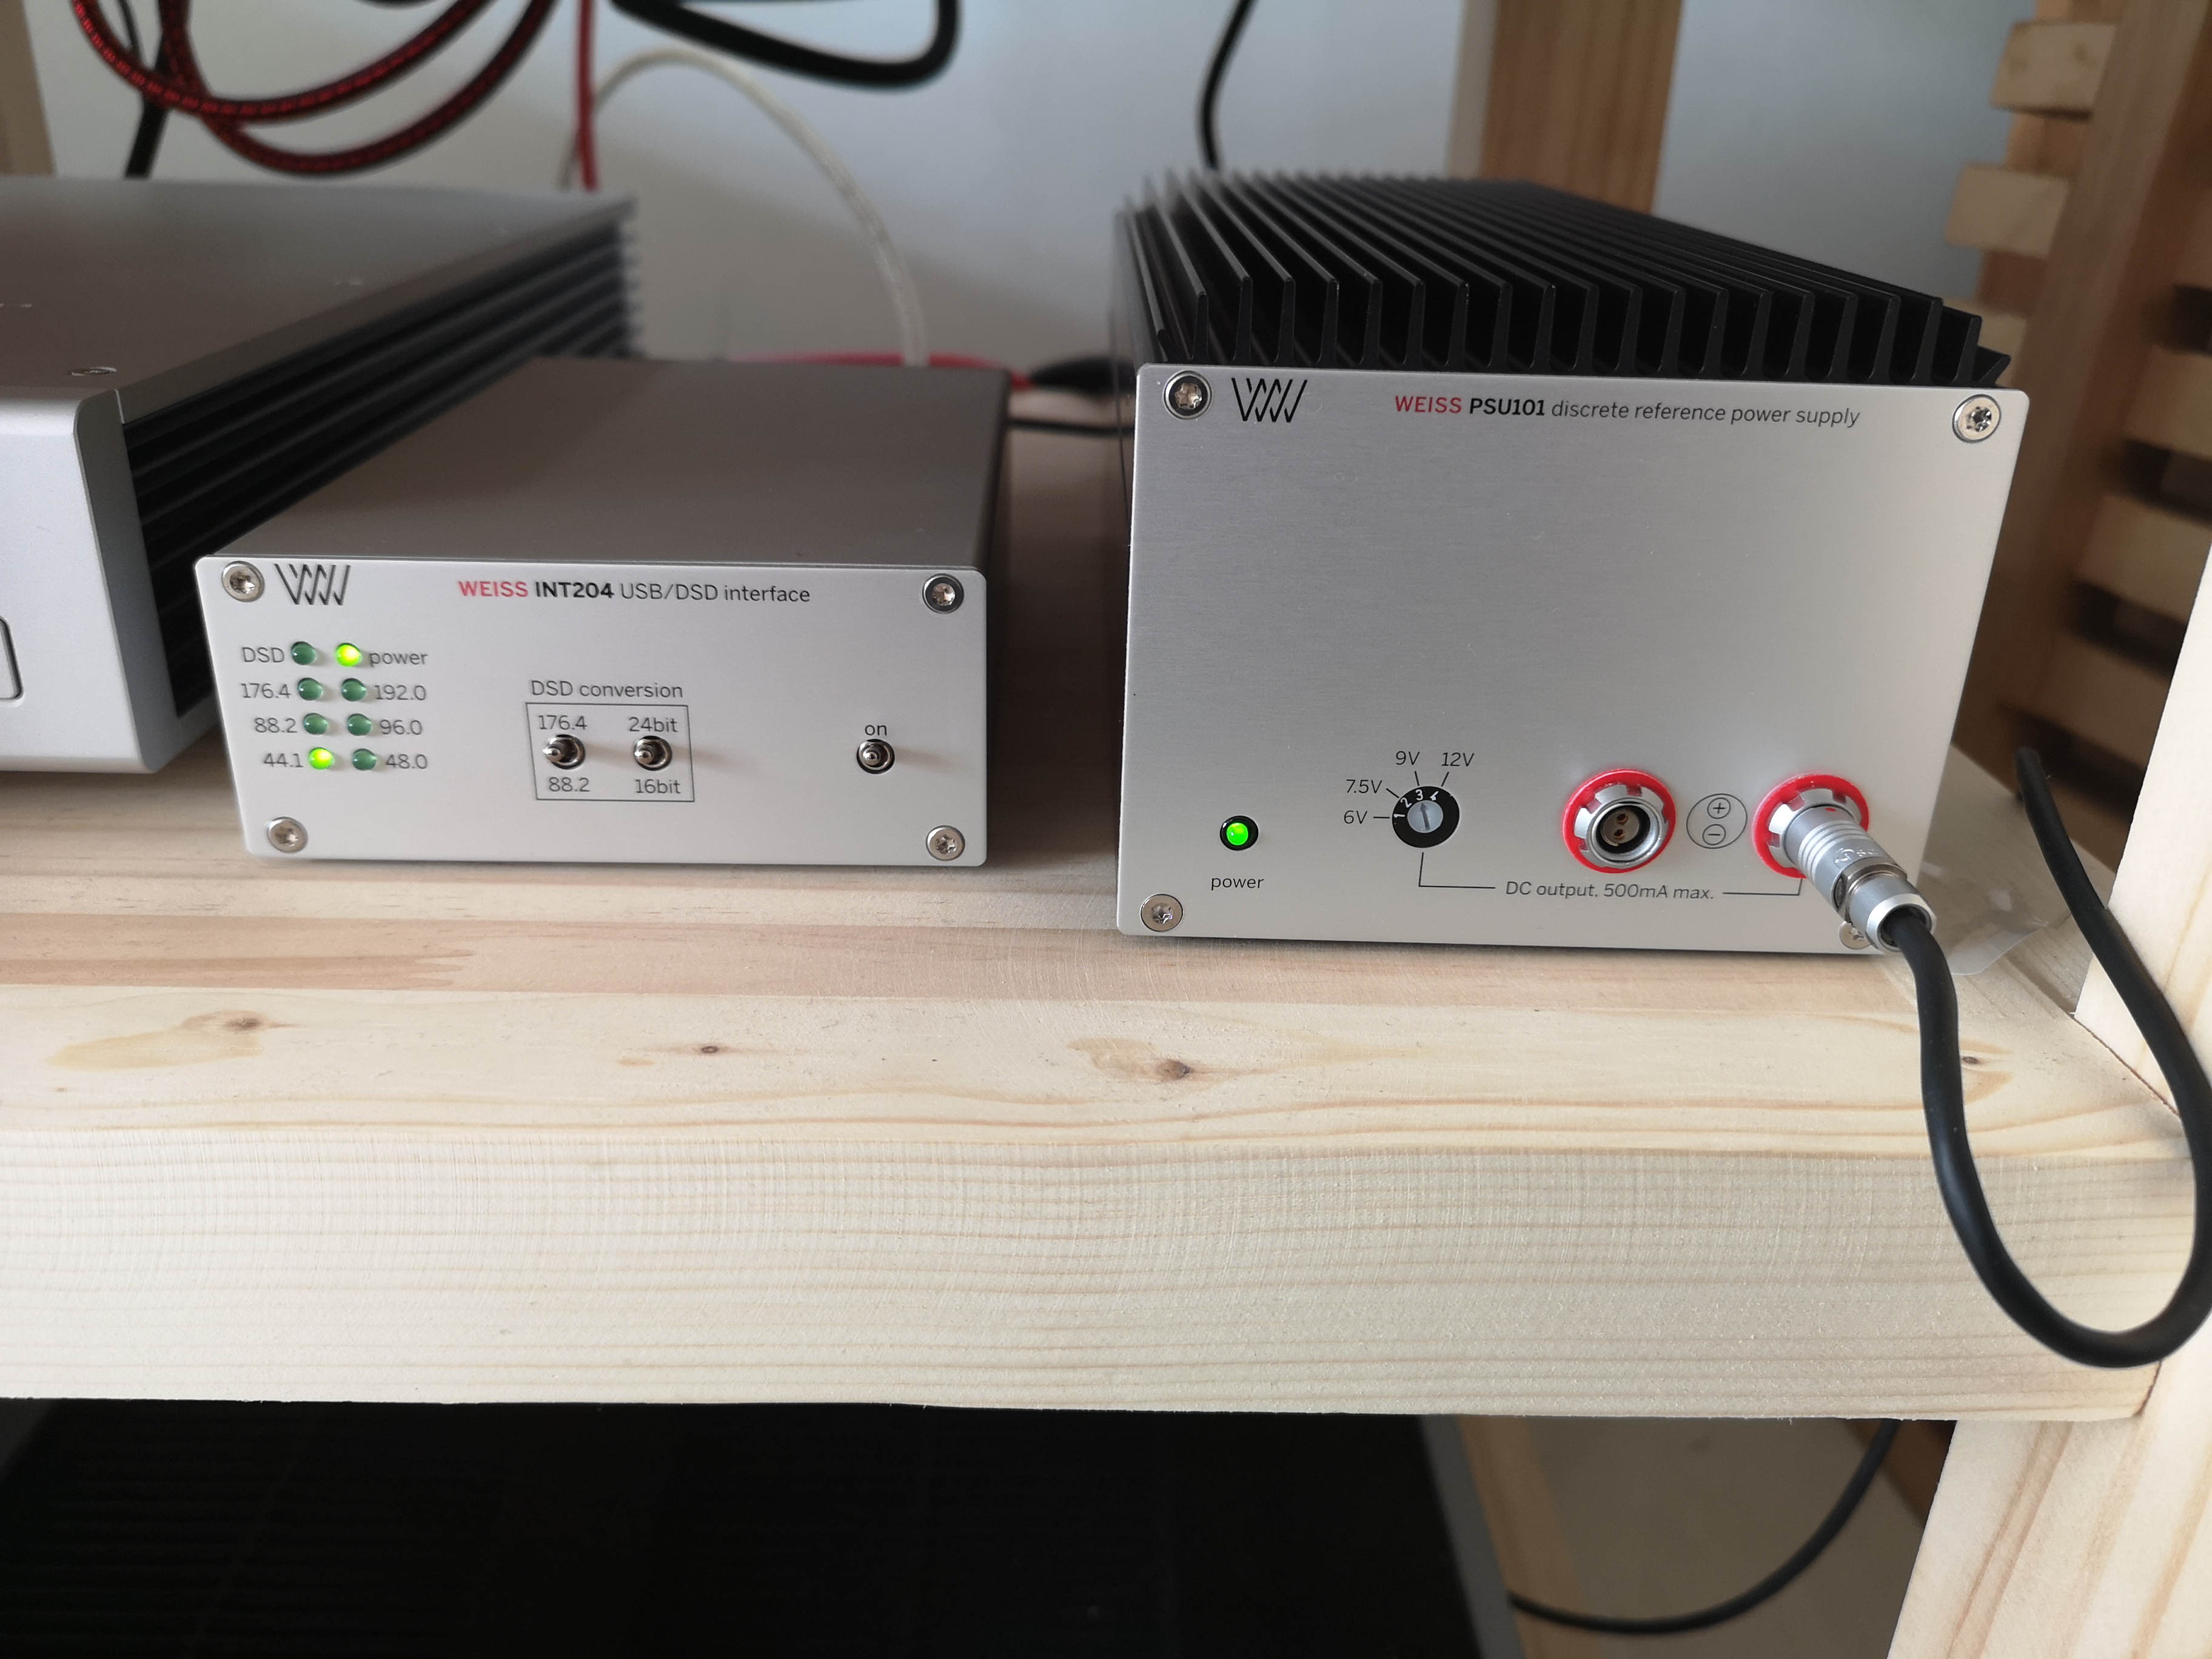 WEISS INT204 USB/DSD interface
DSD power
176.4 192.0
88.2 96.0
44.1 48.0
DSD conversion
176.4 24bit
88.2 16bit
on
WEISS PSU101 discrete reference power supply
9V 12V
7.5V
6V
1 2 3 4
+
−
power
DC output, 500mA max.